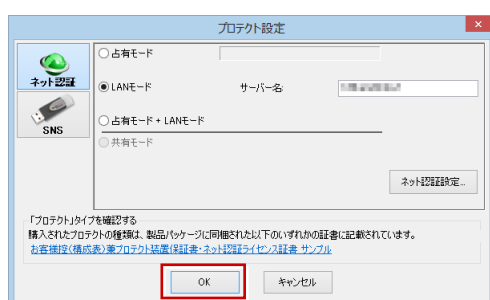 プロテクト設定
ネット認証
SNS
占有モード
LANモード
サーバー名
占有モード + LANモード
共有モード
ネット認証設定...
「プロテクト」タイプを確認する
購入されたプロテクトの種類は、製品パッケージに同梱された以下のいずれかの証書に記載されています。
お客様控(構成表)兼プロテクト装置保証書・ネット認証ライセンス証書 サンプル
OK
キャンセル